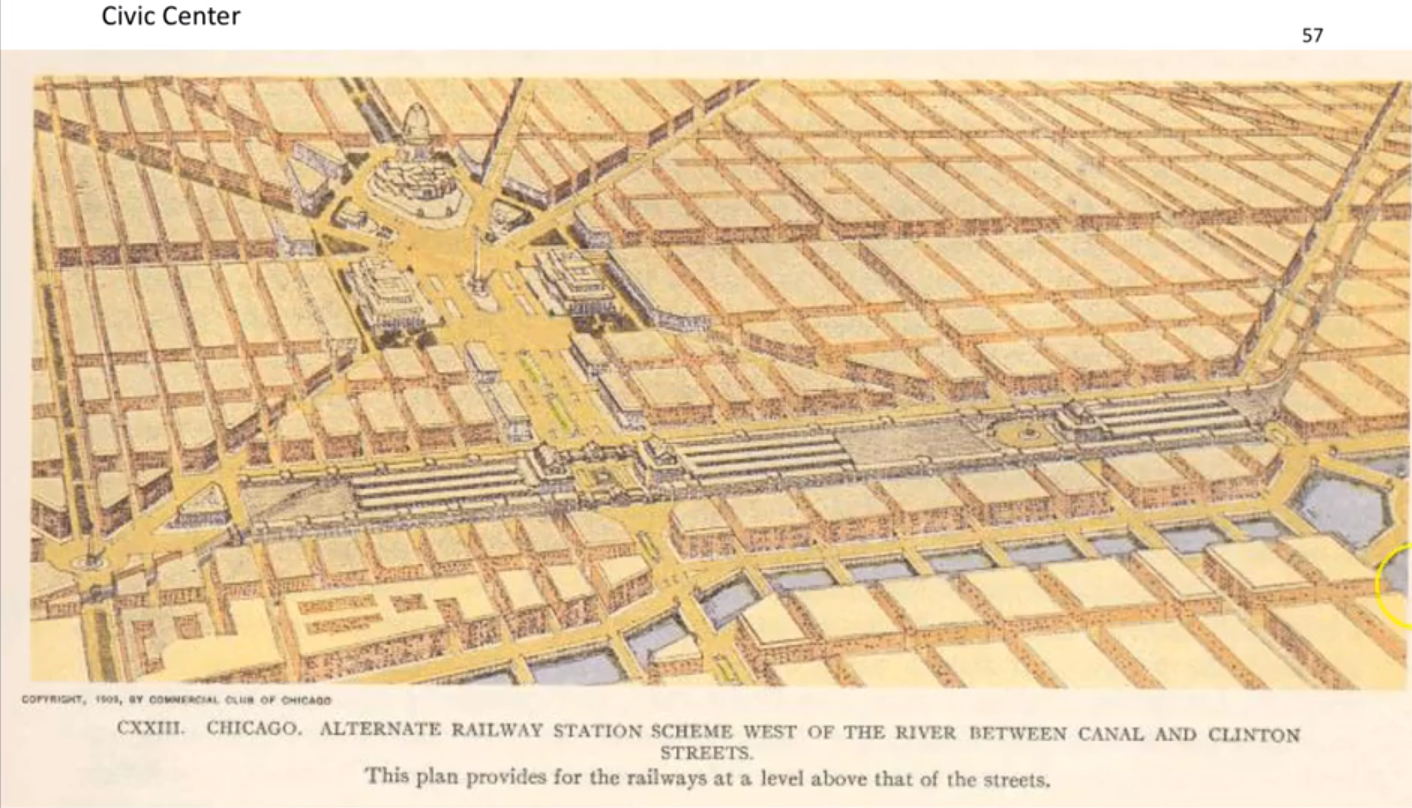 Civic Center
57
COPYRIGHT, 1909, BY COMMERCIAL CLUB OF CHICAGO
CXXIII. CHICAGO. ALTERNATE RAILWAY STATION SCHEME WEST OF THE RIVER BETWEEN CANAL AND CLINTON
STREETS.
This plan provides for the railways at a level above that of the streets.